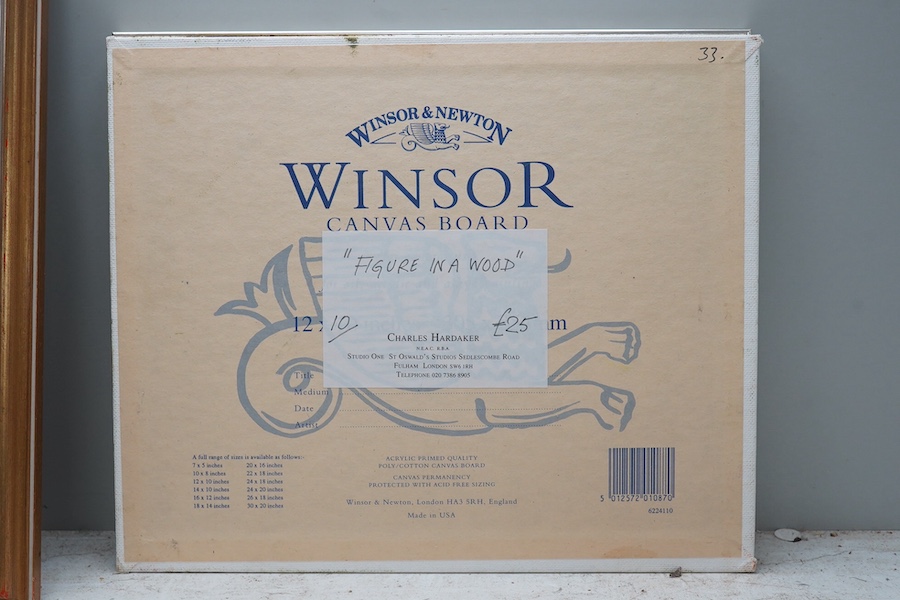 33.
WINSOR & NEWTON
WINSOR
CANVAS BOARD
"FIGURE IN A WOOD"
12 x
10/
£25
cm
CHARLES HARDAKER
N.E.A.C. R.B.A.
STUDIO ONE ST OSWALD'S STUDIOS SEDLESCOMBE ROAD
FULHAM LONDON SW6 1RH
TELEPHONE 020 7386 8905
Title
Medium
Date
Artist
A full range of sizes is available as follows:-
7 x 5 inches 20 x 16 inches
10 x 8 inches 22 x 18 inches
12 x 10 inches 24 x 18 inches
14 x 10 inches 24 x 20 inches
16 x 12 inches 26 x 18 inches
18 x 14 inches 30 x 20 inches
ACRYLIC PRIMED QUALITY
POLY/COTTON CANVAS BOARD
CANVAS PERMANENCY
PROTECTED WITH ACID FREE SIZING
Winsor & Newton, London HA3 5RH, England
Made in USA
5 012572 010870
6224110